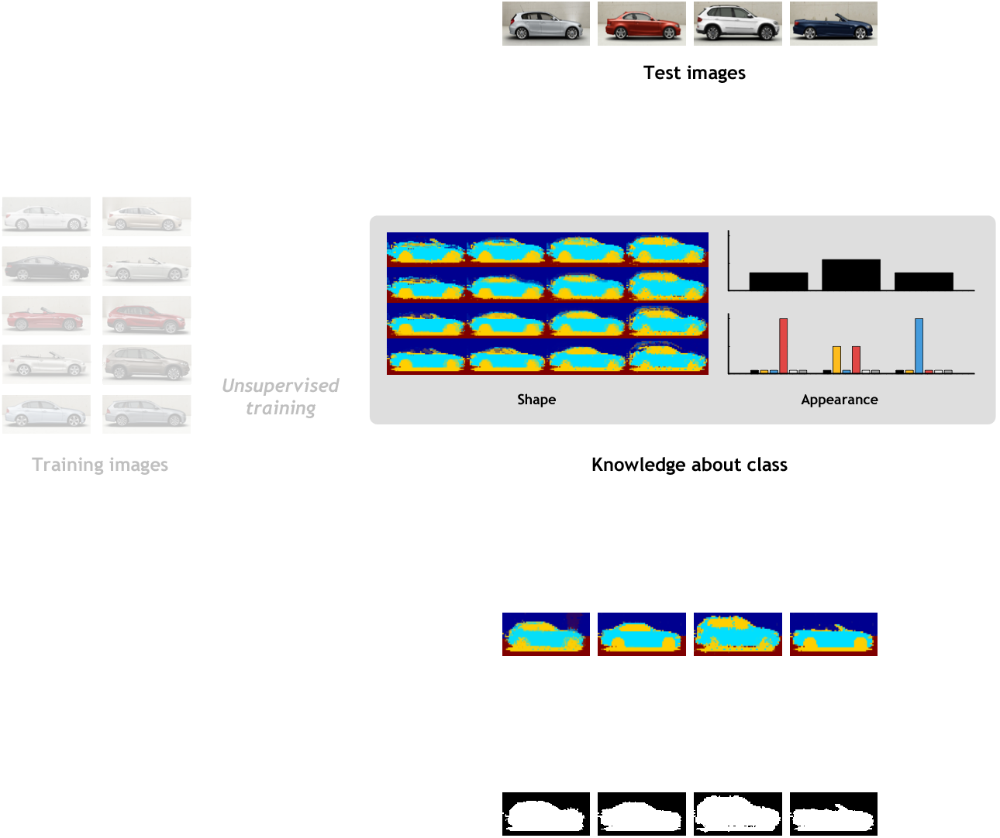 Test images
Unsupervised
training
Shape
Appearance
Training images
Knowledge about class